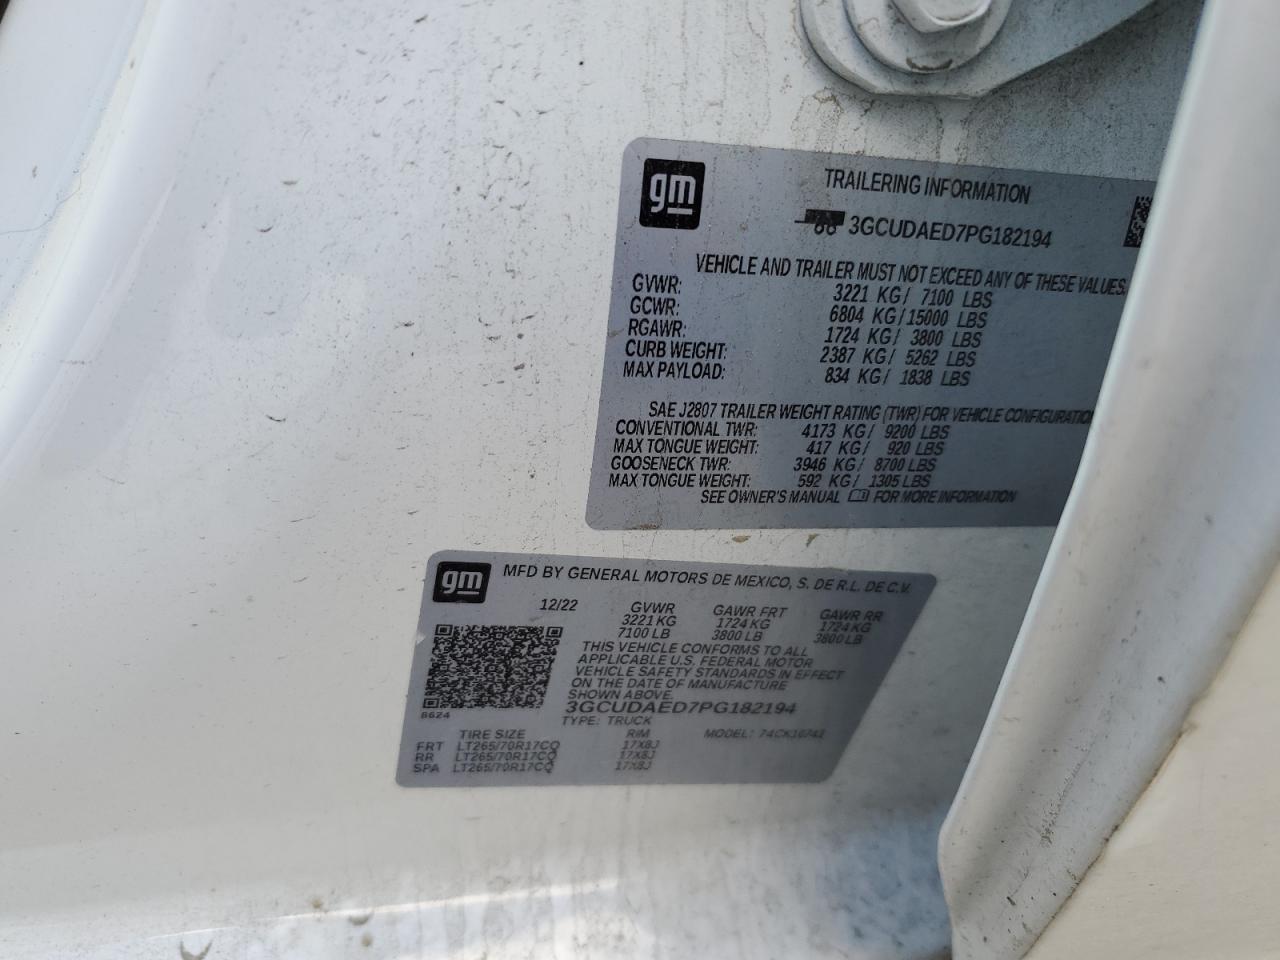 gm
TRAILERING INFORMATION
3GCUDAED7PG182194
VEHICLE AND TRAILER MUST NOT EXCEED ANY OF THESE VALUES.
GVWR: 3221 KG/ 7100 LBS
GCWR: 6804 KG/15000 LBS
RGAWR: 1724 KG/ 3800 LBS
CURB WEIGHT: 2387 KG/ 5262 LBS
MAX PAYLOAD: 834 KG/ 1838 LBS
SAE J2807 TRAILER WEIGHT RATING (TWR) FOR VEHICLE
CONVENTIONAL TWR: 4173 KG/ 9200 LBS
MAX TONGUE WEIGHT: 417 KG/ 920 LBS
GOOSENECK TWR: 3946 KG/ 8700 LBS
MAX TONGUE WEIGHT: 592 KG/ 1305 LBS
SEE OWNER'S MANUAL FOR MORE INFORMATION
gm
MFD BY GENERAL MOTORS DE MEXICO, S. DE R.L. DE C.V.
12/22 GVWR GAWR FRT GAWR RR
3221 KG 1724 KG 1724 KG
7100 LB 3800 LB 3800 LB
THIS VEHICLE CONFORMS TO ALL
APPLICABLE U.S. FEDERAL MOTOR
VEHICLE SAFETY STANDARDS IN EFFECT
ON THE DATE OF MANUFACTURE
SHOWN ABOVE.
3GCUDAED7PG182194
8624
TYPE: TRUCK
TIRE SIZE RIM MODEL:
FRT LT265/70R17CQ 17X8J
RR LT265/70R17CQ 17X8J
SPA LT265/70R17CQ 17X8J